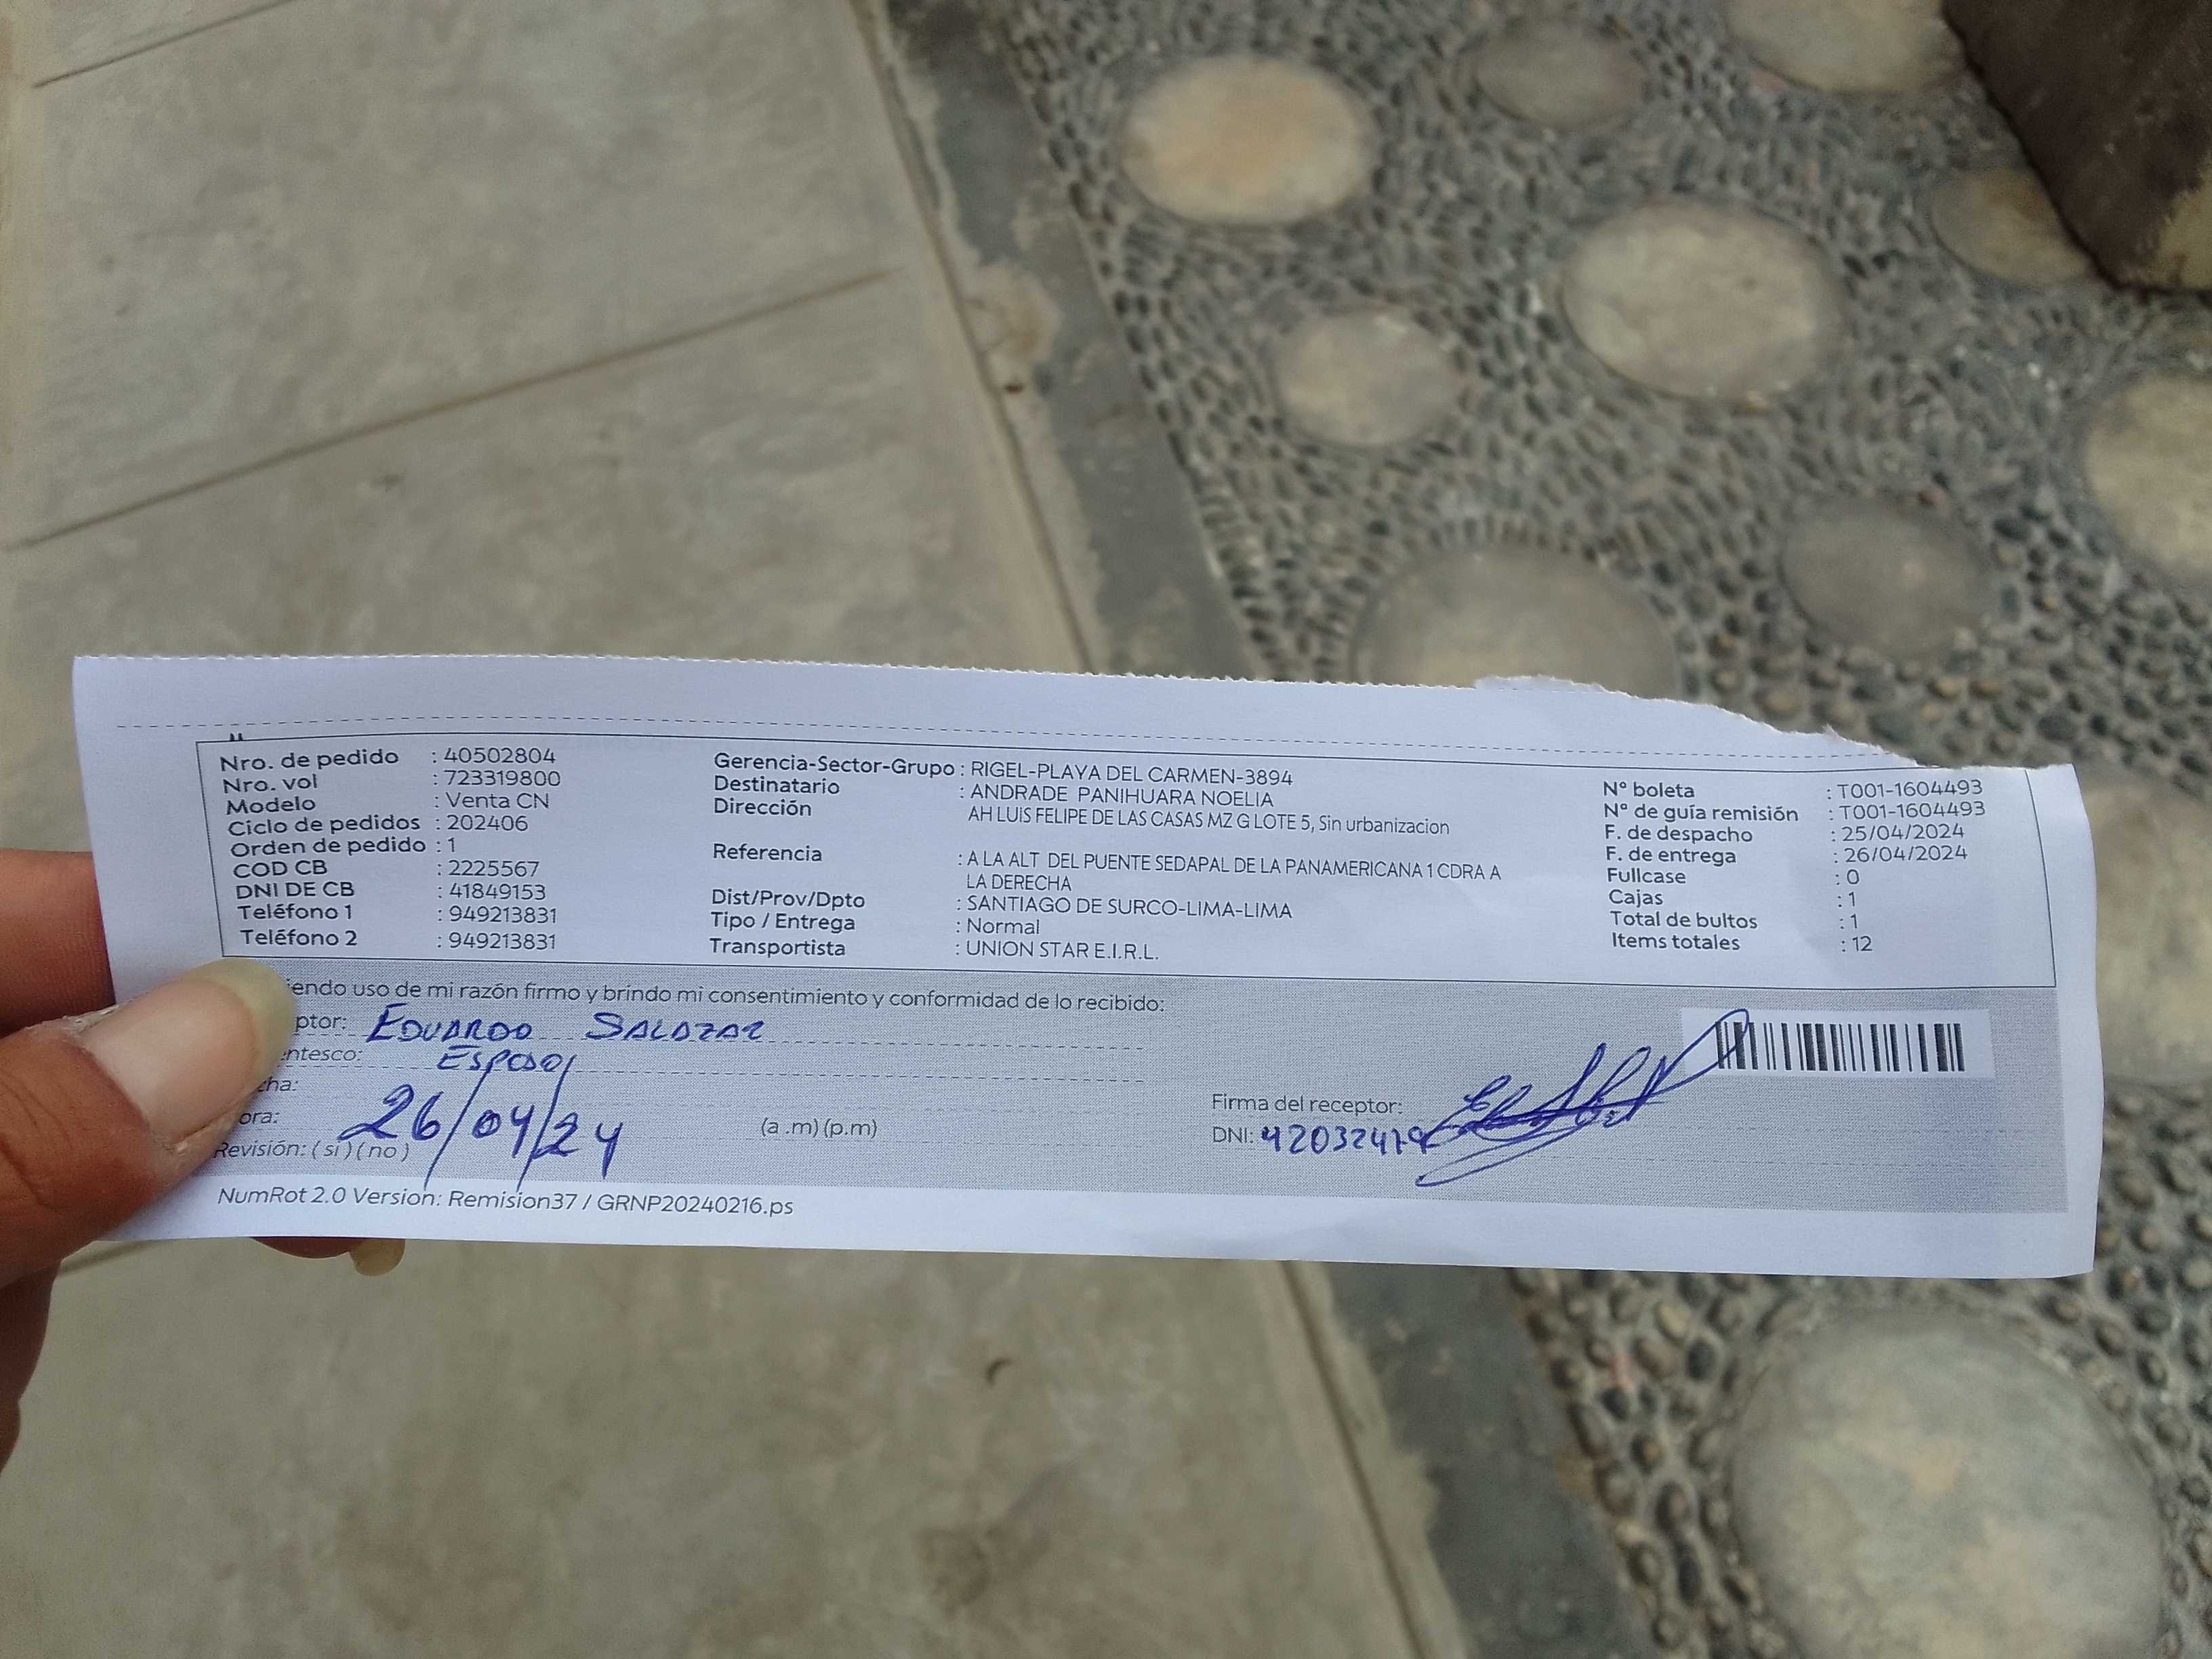 Nro. de pedido : 40502804
Nro. vol : 723319800
Modelo : Venta CN
Ciclo de pedidos : 202406
Orden de pedido : 1
COD CB : 2225567
DNI DE CB : 41849153
Teléfono 1 : 949213831
Teléfono 2 : 949213831
Gerencia-Sector-Grupo : RIGEL-PLAYA DEL CARMEN-3894
Destinatario : ANDRADE PANIHUARA NOELIA
Dirección AH LUIS FELIPE DE LAS CASAS MZ G LOTE 5, Sin urbanizacion
Referencia : A LA ALT DEL PUENTE SEDAPAL DE LA PANAMERICANA 1 CDRA A
LA DERECHA
Dist/Prov/Dpto : SANTIAGO DE SURCO-LIMA-LIMA
Tipo / Entrega : Normal
Transportista : UNION STAR E.I.R.L.
N° boleta : T001-1604493
N° de guía remisión : T001-1604493
F. de despacho : 25/04/2024
F. de entrega : 26/04/2024
Fullcase : 0
Cajas : 1
Total de bultos : 1
Items totales : 12
iendo uso de mi razón firmo y brindo mi consentimiento y conformidad de lo recibido:
ptor: EDUARDO SALAZAR
entesco: ESPOSO
cha:
ora: 26/04/24 (a .m) (p.m)
Revisión: ( si ) ( no )
Firma del receptor:
DNI:
NumRot 2.0 Version: Remision37 / GRNP20240216.ps